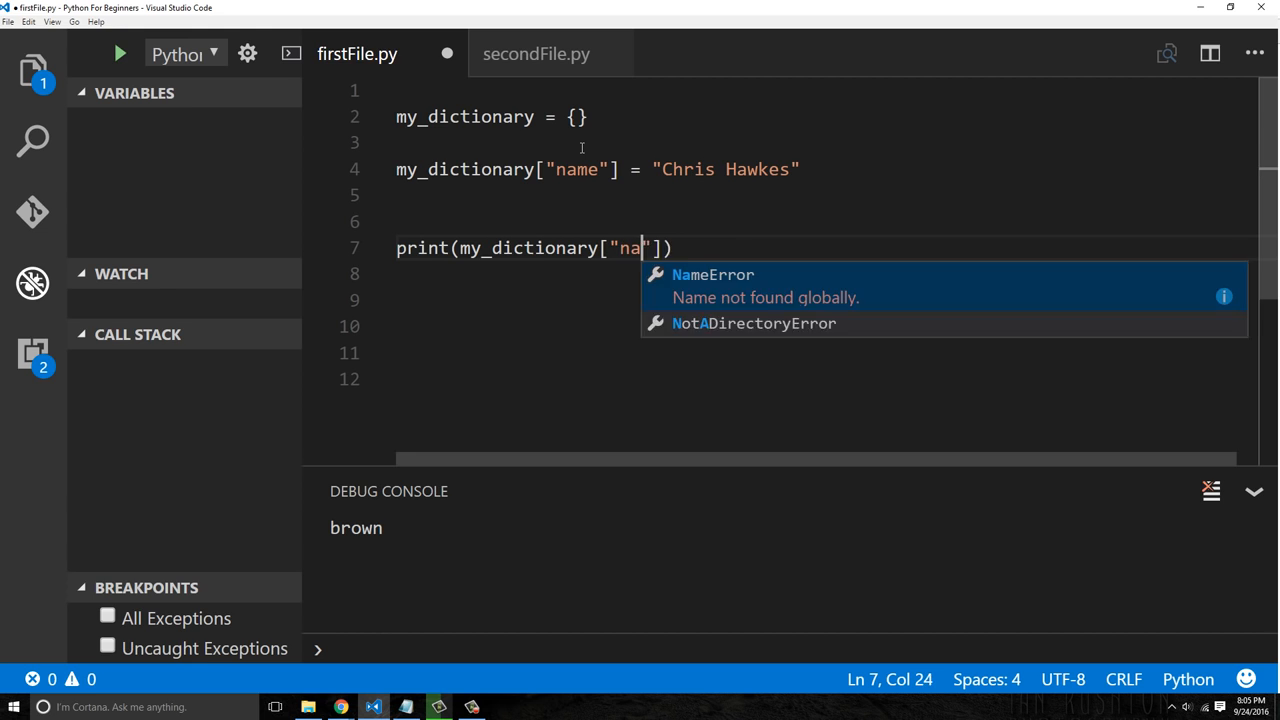 ● firstFile.py - Python For Beginners - Visual Studio Code
File Edit View Go Help
firstFile.py
secondFile.py
VARIABLES
WATCH
CALL STACK
BREAKPOINTS
All Exceptions
Uncaught Exceptions
1
2
1
2 my_dictionary = {}
3
4 my_dictionary["name"] = "Chris Hawkes"
5
6
7 print(my_dictionary["na"])
8
9
10
11
12
NameError
Name not found globally.
NotADirectoryError
DEBUG CONSOLE
brown
0 0
Ln 7, Col 24 Spaces: 4 UTF-8 CRLF Python
I'm Cortana. Ask me anything.
8:05 PM
9/24/2016